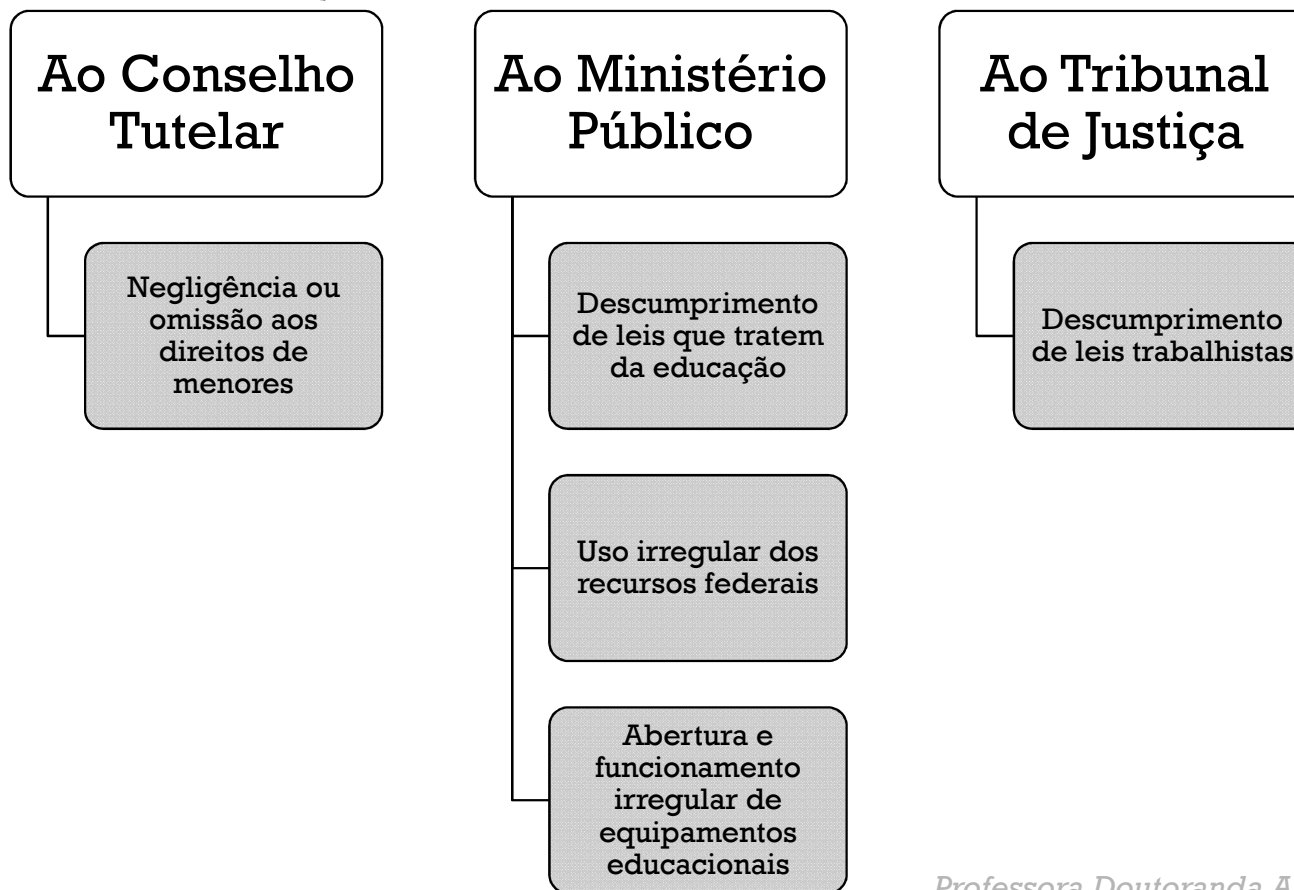 Ao Conselho
Tutelar
Negligência ou
omissão aos
direitos de
menores
Ao Ministério
Público
Descumprimento
de leis que tratem
da educação
Uso irregular dos
recursos federais
Abertura e
funcionamento
irregular de
equipamentos
educacionais
Ao Tribunal
de Justiça
Descumprimento
de leis trabalhistas
Professora Doutoranda A